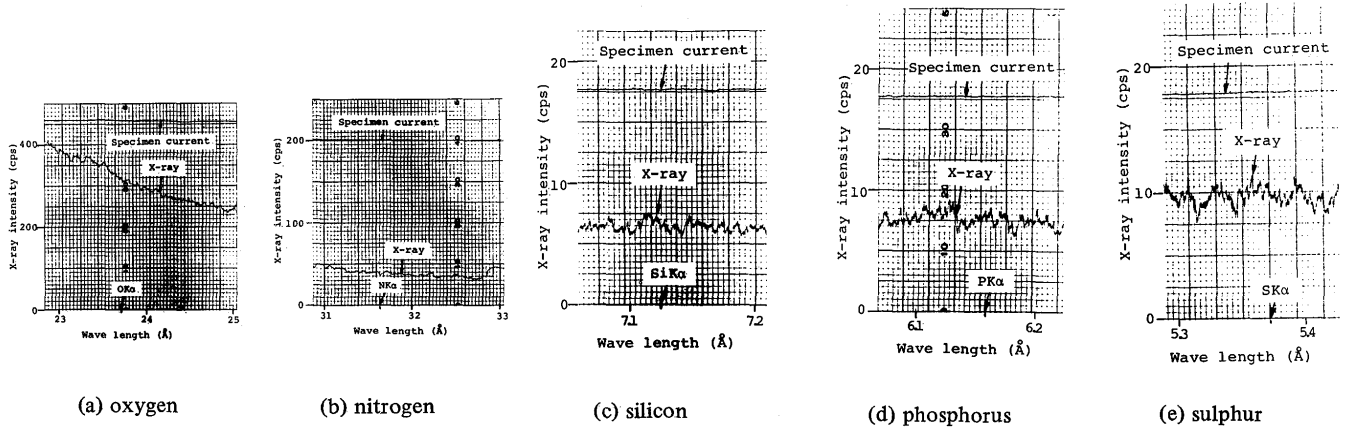 X-ray intensity (cps)
400
200
0
Specimen current
X-ray
OKα
23 24 25
Wave length (Å)
(a) oxygen
X-ray intensity (cps)
200
100
0
Specimen current
X-ray
NKα
31 32 33
Wave length (Å)
(b) nitrogen
X-ray intensity (cps)
20
10
0
Specimen current
X-ray
SiKα
7.1 7.2
Wave length (Å)
(c) silicon
X-ray intensity (cps)
20
10
0
Specimen current
X-ray
30
20
10
PKα
6.1 6.2
Wave length (Å)
(d) phosphorus
X-ray intensity (cps)
20
10
0
Specimen current
X-ray
SKα
5.3 5.4
Wave length (Å)
(e) sulphur